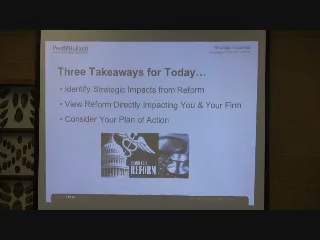 Three Takeaways for Today…
• Identify Strategic Impacts from Reform
• View Reform Directly Impacting You & Your Firm
• Consider Your Plan of Action
REFORM